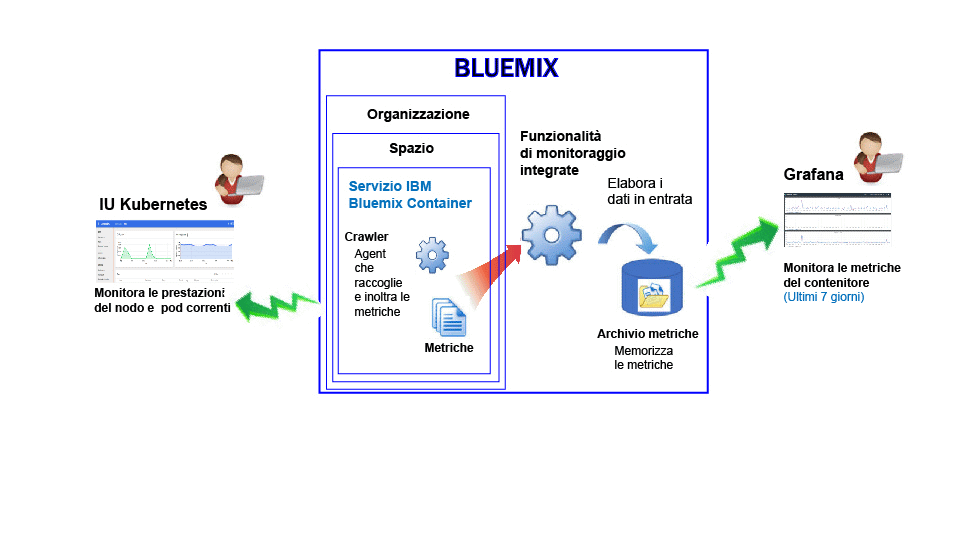 BLUEMIX
Organizzazione
Spazio
Servizio IBM
Bluemix Container
Crawler
Agent
che
raccoglie
e inoltra le
metriche
Metriche
Funzionalità
di monitoraggio
integrate
Elabora i
dati in entrata
Archivio metriche
Memorizza
le metriche
IU Kubernetes
Monitora le prestazioni
del nodo e pod correnti
Grafana
Monitora le metriche
del contenitore
(Ultimi 7 giorni)